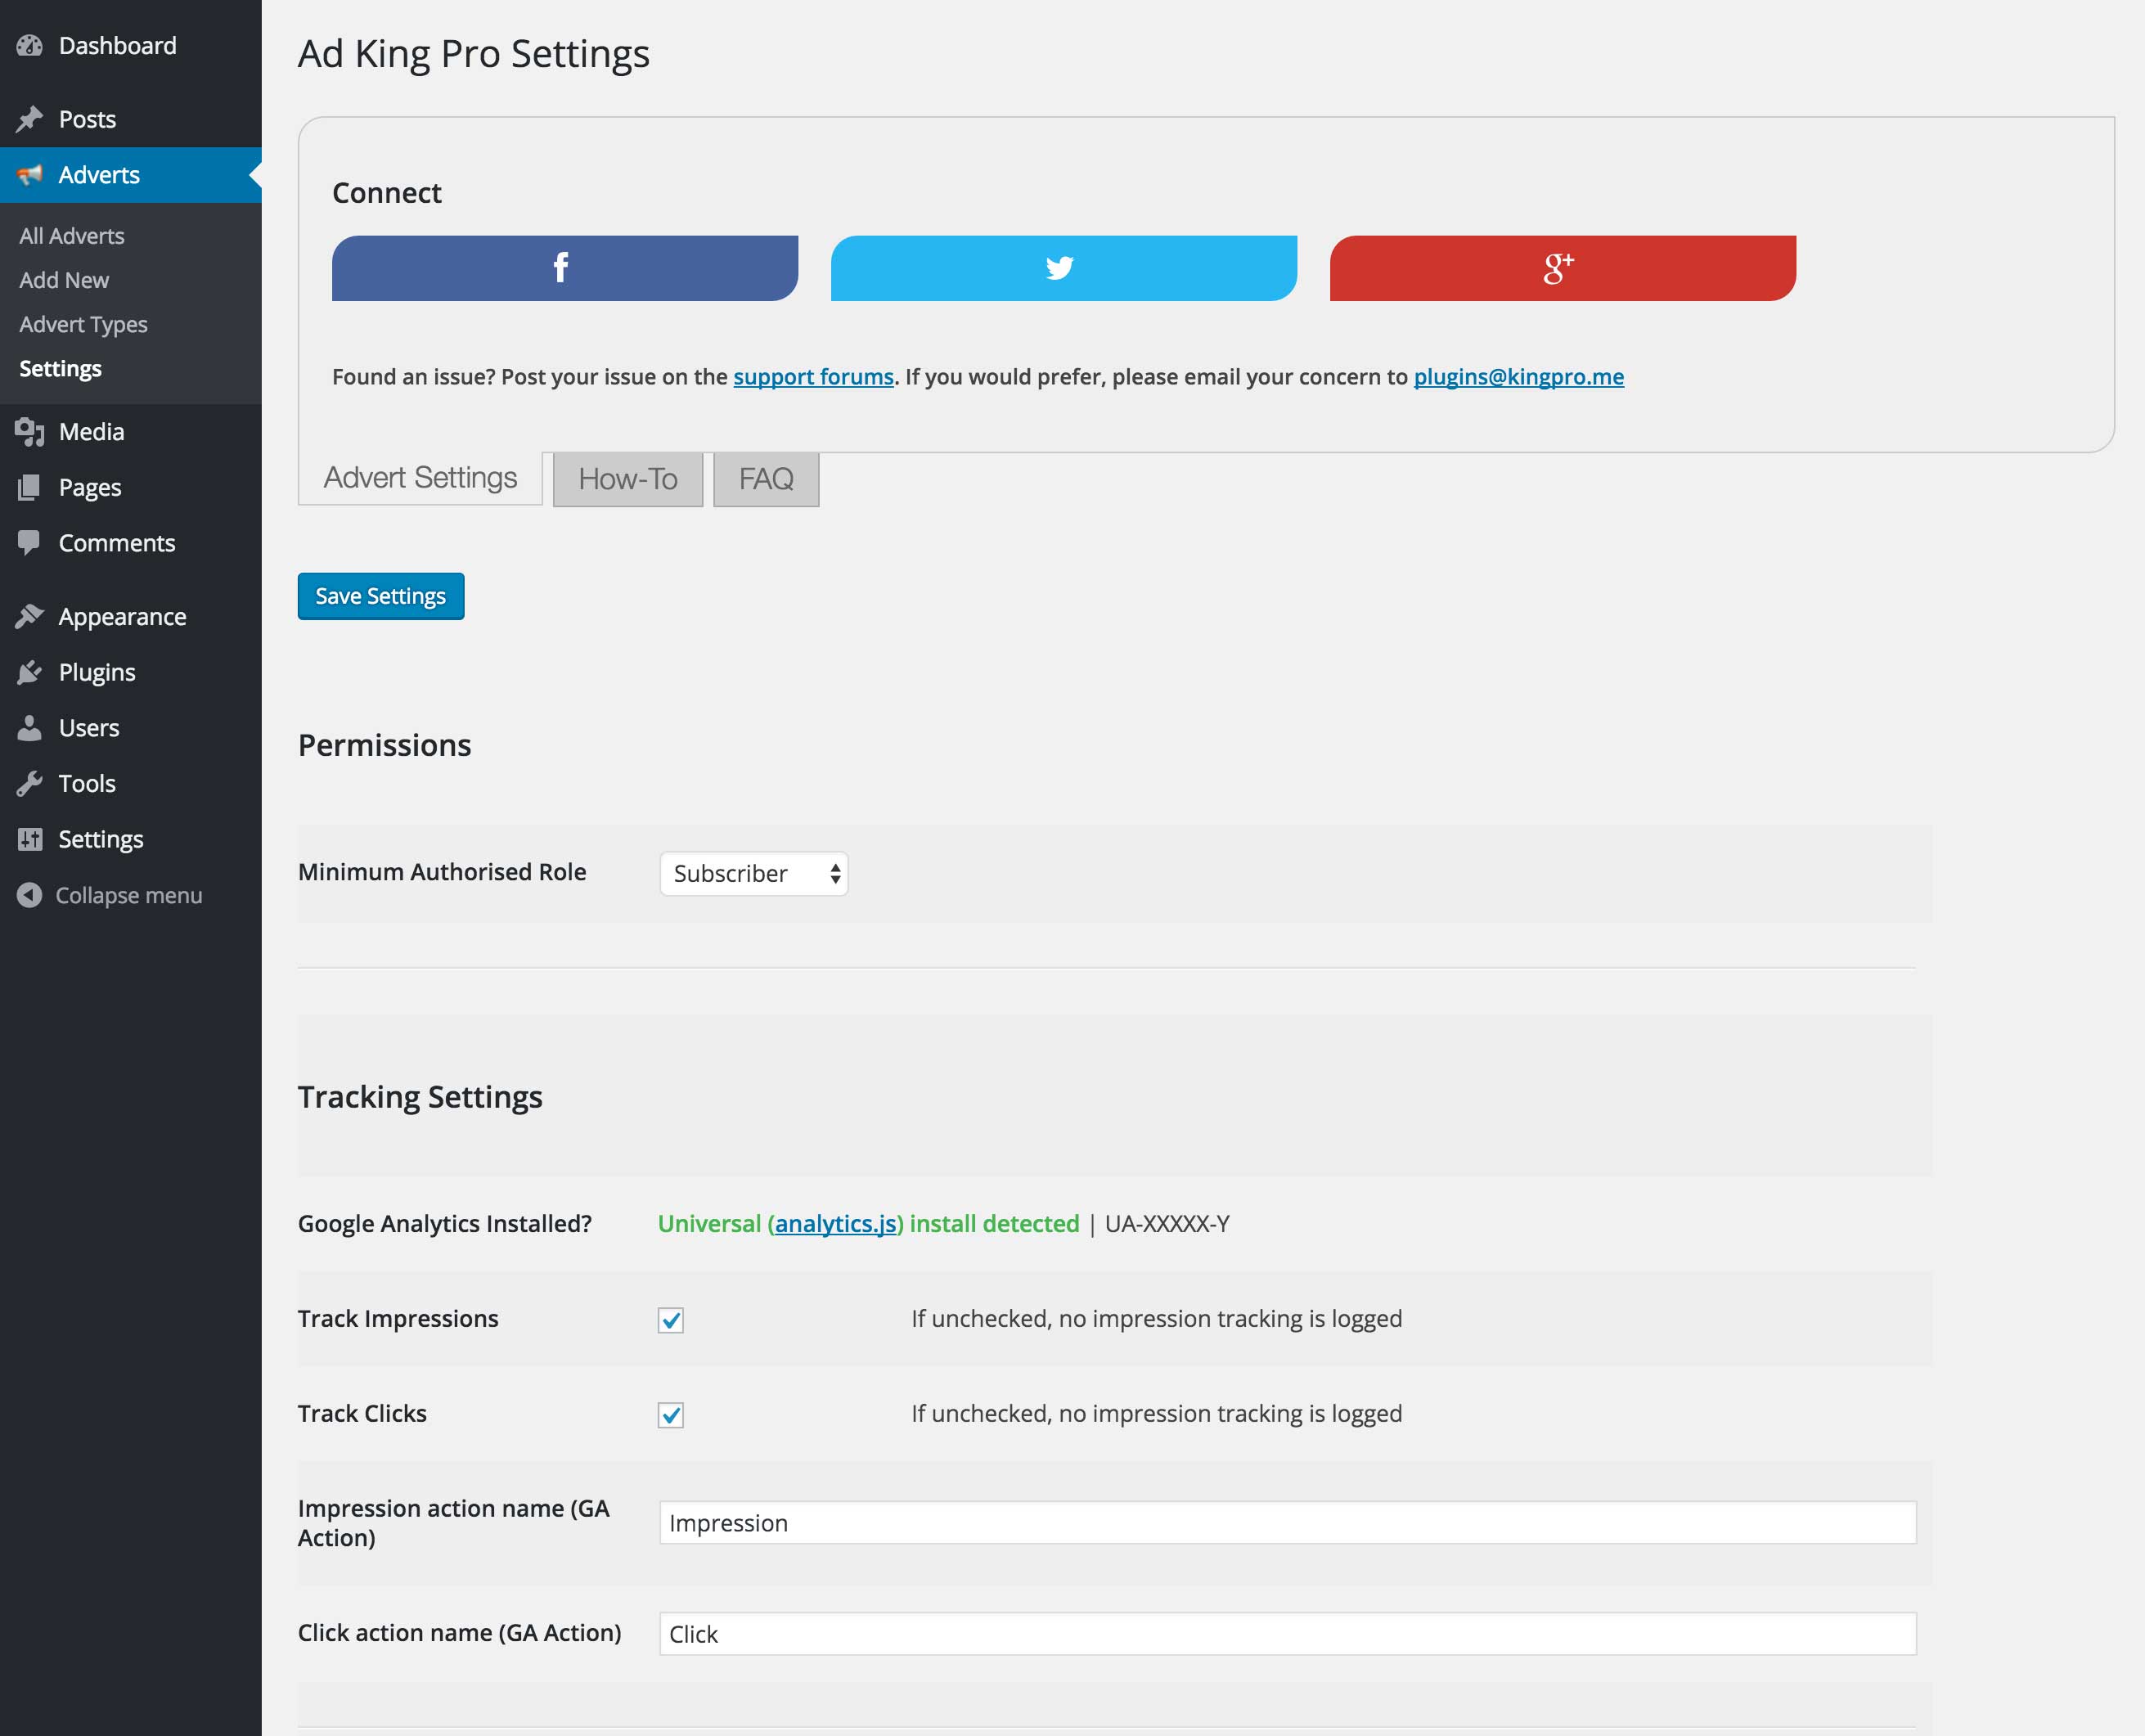 Dashboard
Posts
Adverts
All Adverts
Add New
Advert Types
Settings
Media
Pages
Comments
Appearance
Plugins
Users
Tools
Settings
Collapse menu
Ad King Pro Settings
Connect
f
g+
Found an issue? Post your issue on the support forums. If you would prefer, please email your concern to plugins@kingpro.me
Advert Settings
How-To
FAQ
Save Settings
Permissions
Minimum Authorised Role
Subscriber
Tracking Settings
Google Analytics Installed?
Universal (analytics.js) install detected | UA-XXXXX-Y
Track Impressions
If unchecked, no impression tracking is logged
Track Clicks
If unchecked, no impression tracking is logged
Impression action name (GA
Action)
Impression
Click action name (GA Action)
Click